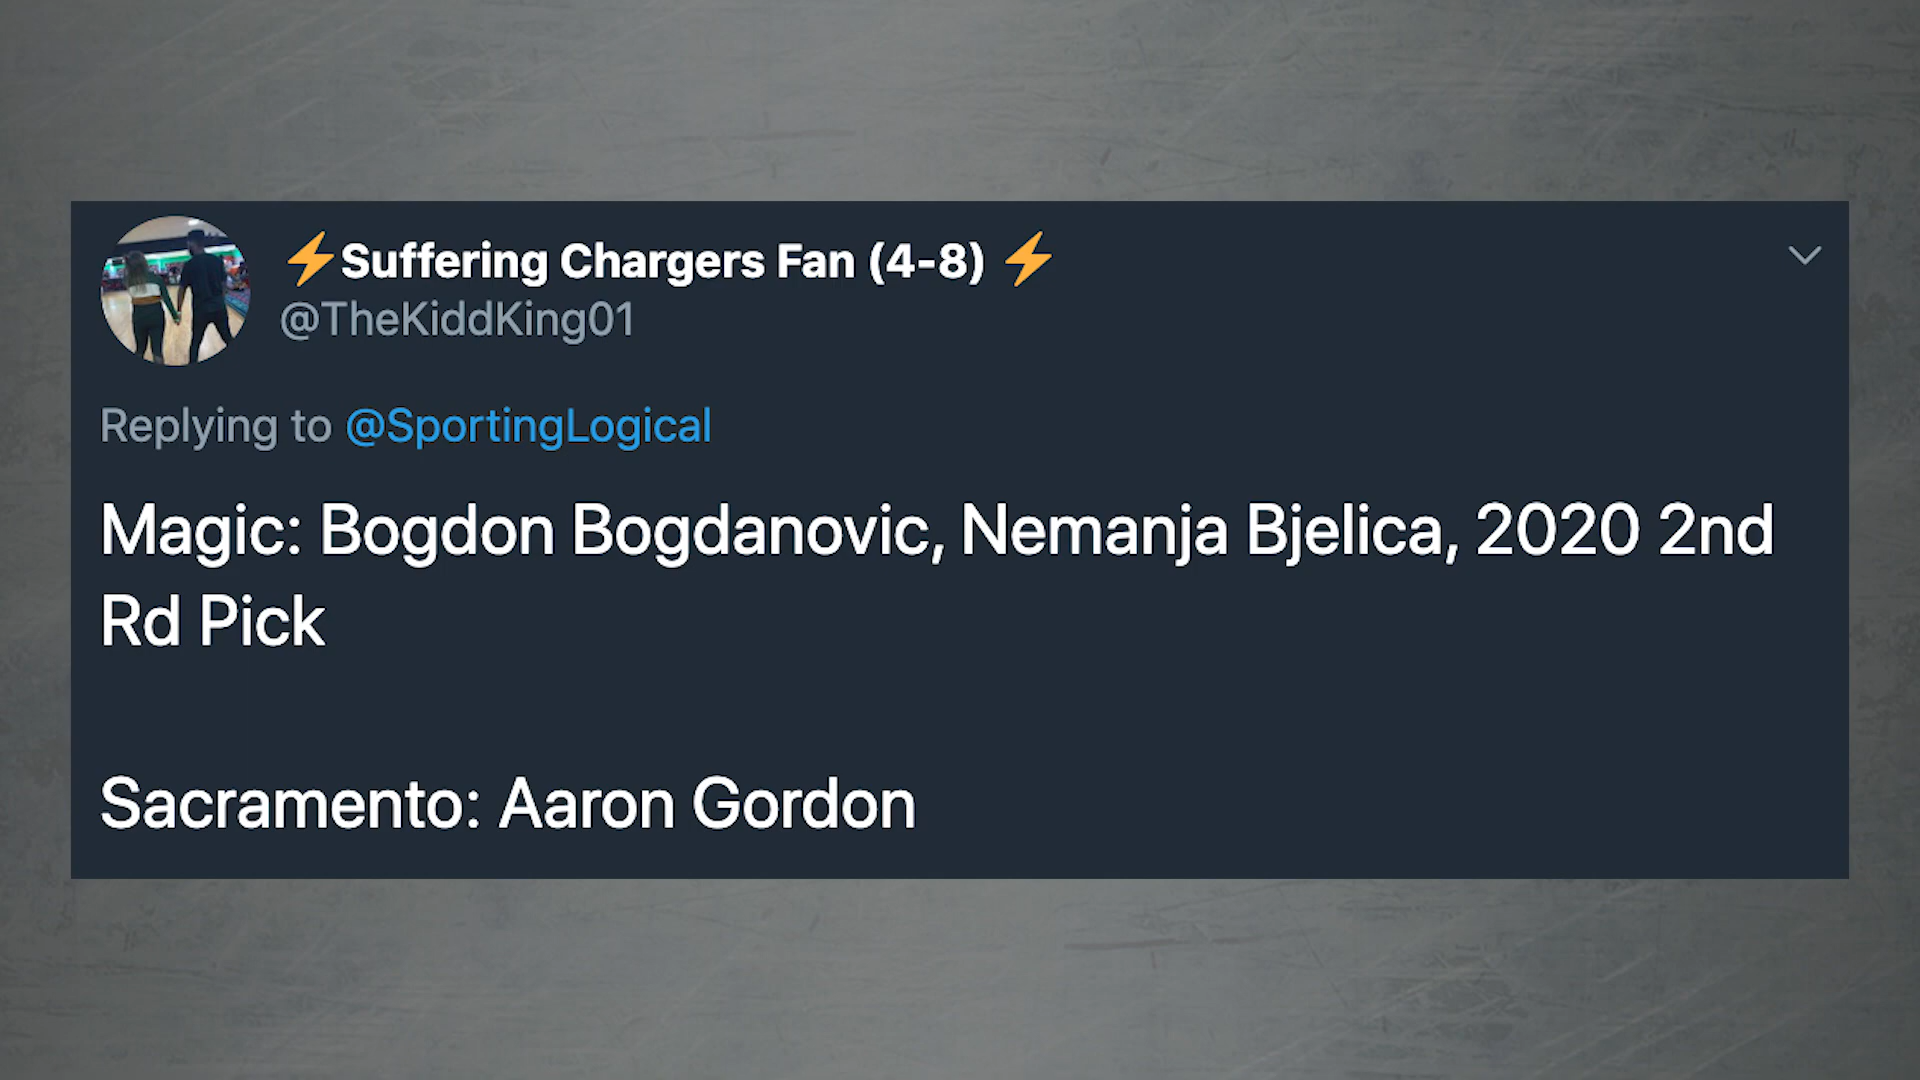 ⚡Suffering Chargers Fan (4-8) ⚡
@TheKiddKing01
Replying to @SportingLogical
Magic: Bogdon Bogdanovic, Nemanja Bjelica, 2020 2nd
Rd Pick
Sacramento: Aaron Gordon